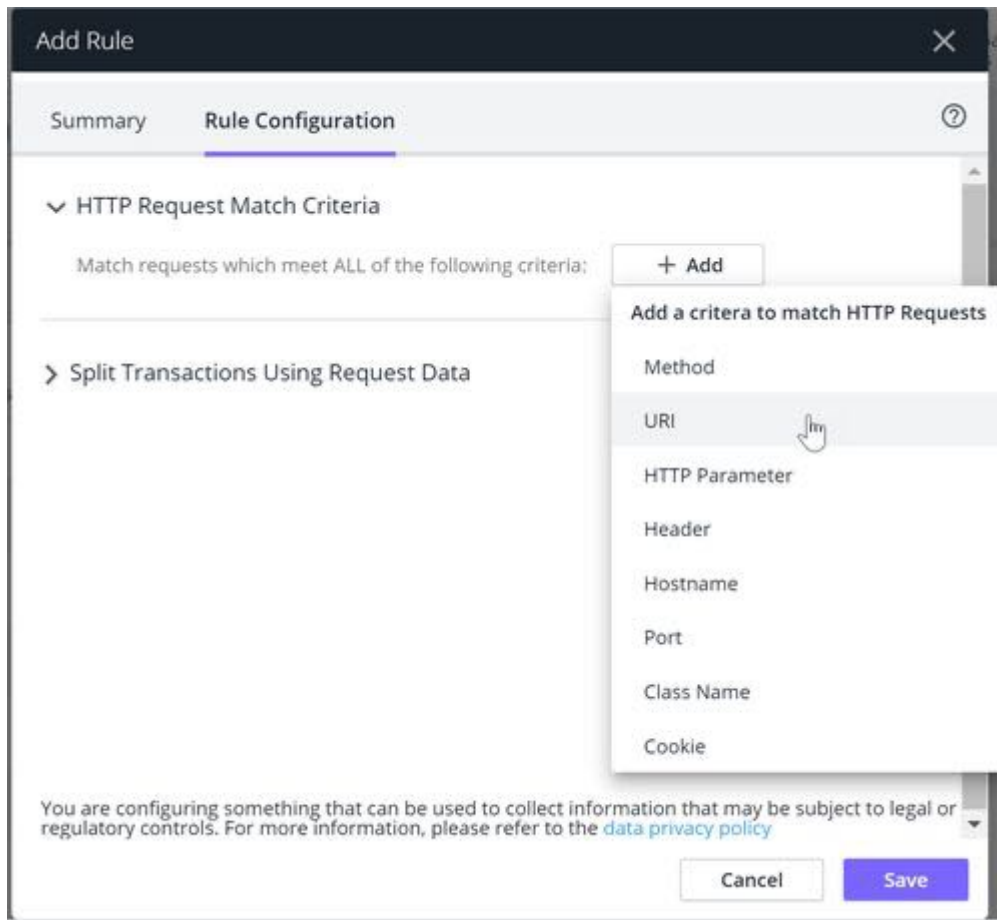 Add Rule
Summary Rule Configuration
HTTP Request Match Criteria
Match requests which meet ALL of the following criteria: + Add
Add a critera to match HTTP Requests
Split Transactions Using Request Data
Method
URI
HTTP Parameter
Header
Hostname
Port
Class Name
Cookie
You are configuring something that can be used to collect information that may be subject to legal or
regulatory controls. For more information, please refer to the data privacy policy
Cancel Save